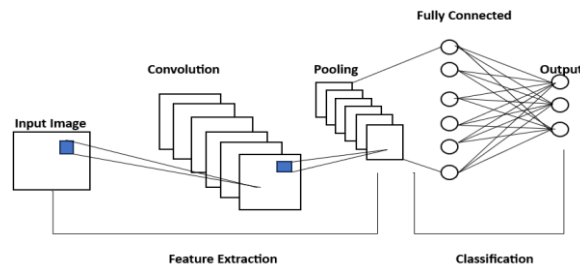 Fully Connected
Convolution
Pooling
Output
Input Image
Feature Extraction
Classification